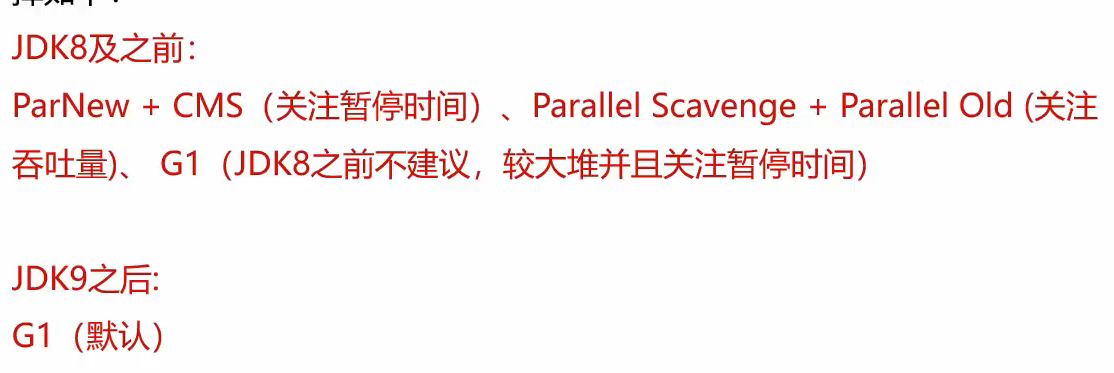 JDK8及之前：
ParNew + CMS（关注暂停时间）、Parallel Scavenge + Parallel Old (关注
吞吐量)、 G1（JDK8之前不建议，较大堆并且关注暂停时间）
JDK9之后:
G1（默认）